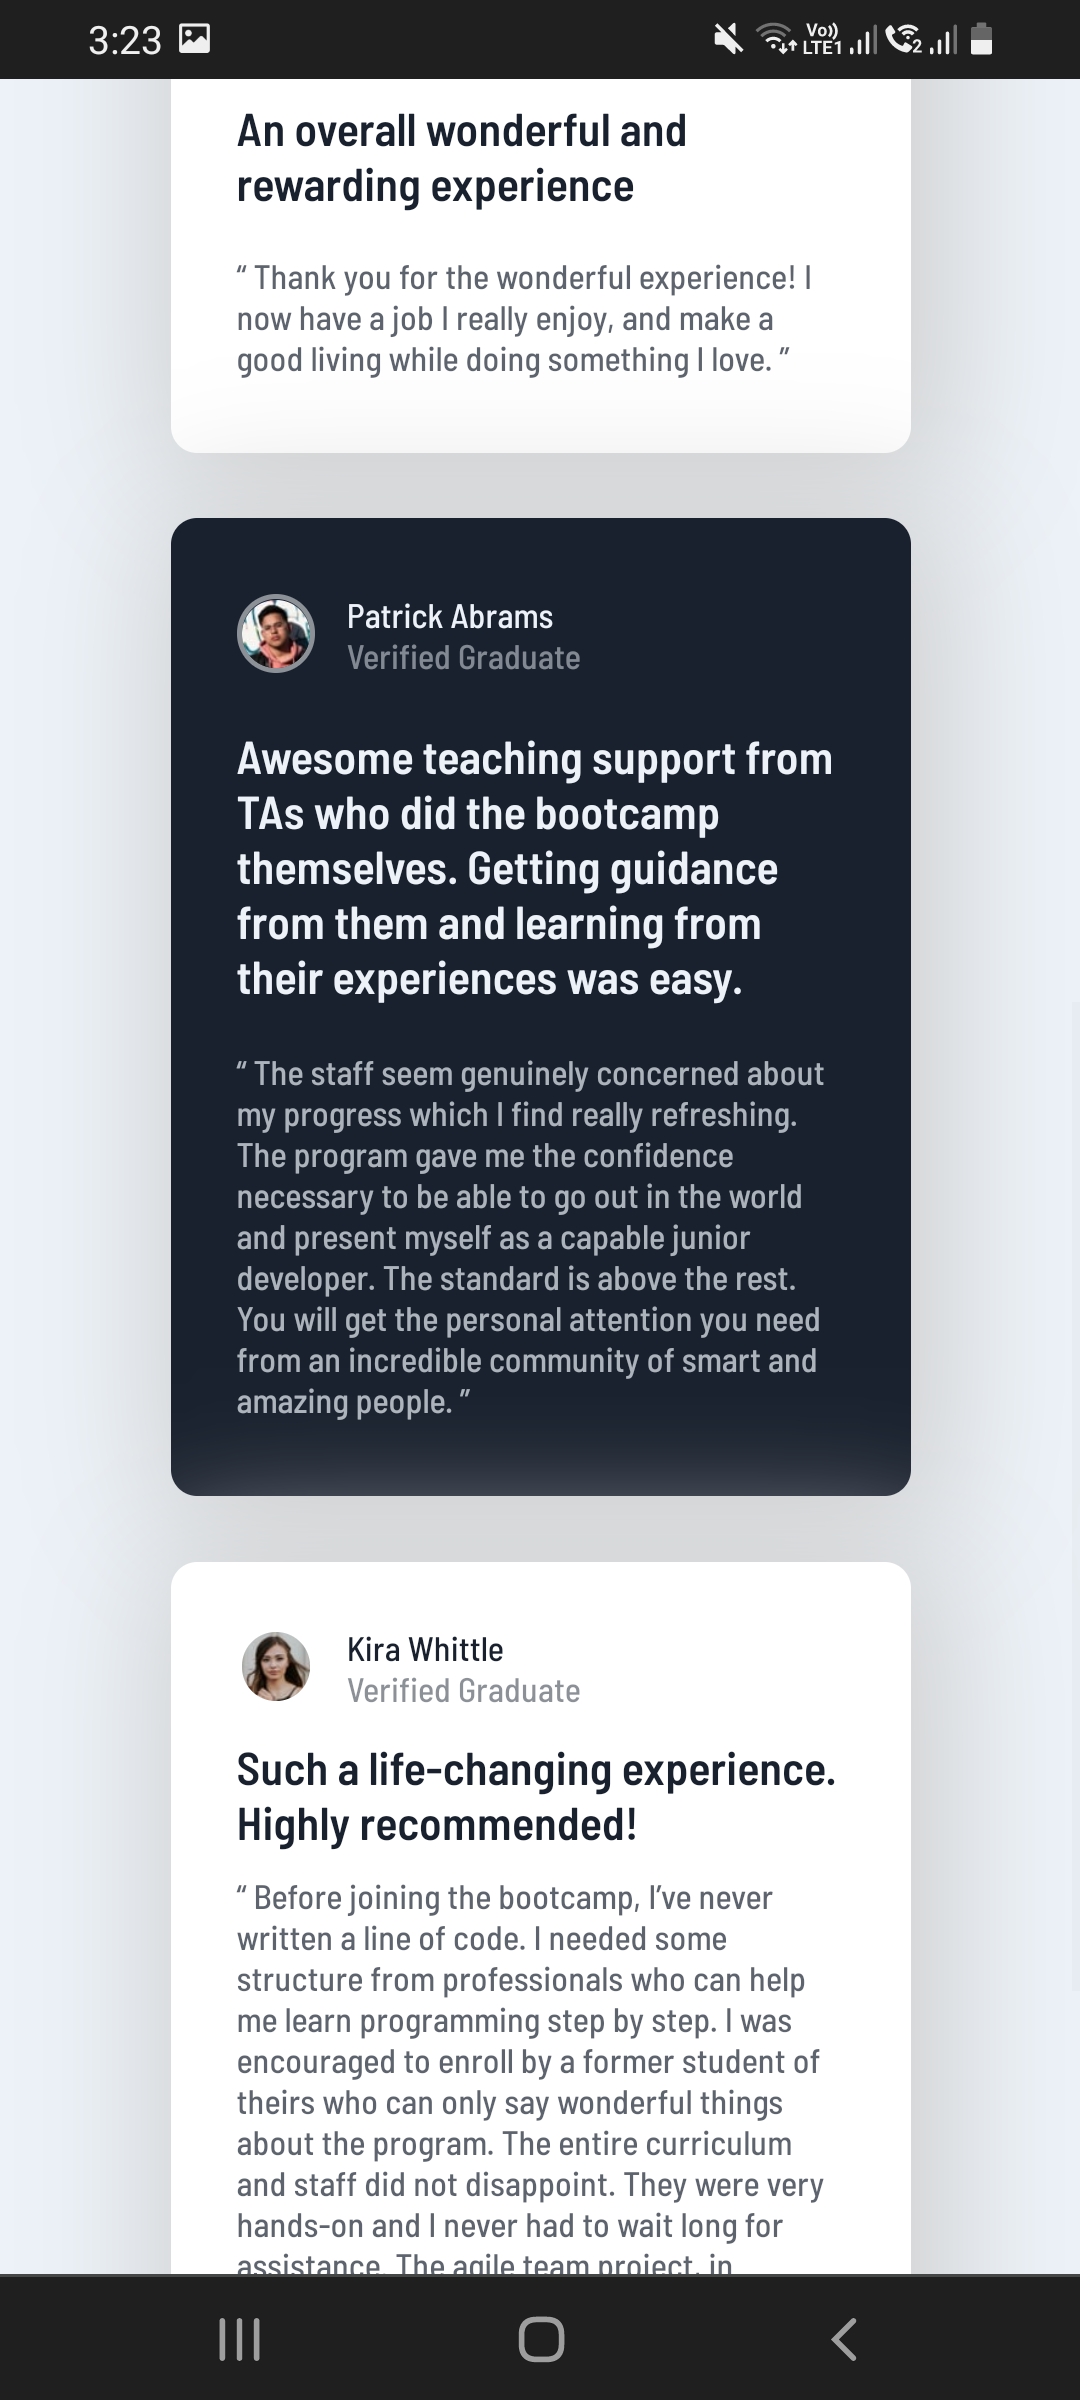 3:23
Vo))
LTE1
2
An overall wonderful and
rewarding experience
“ Thank you for the wonderful experience! I
now have a job I really enjoy, and make a
good living while doing something I love. ”
Patrick Abrams
Verified Graduate
Awesome teaching support from
TAs who did the bootcamp
themselves. Getting guidance
from them and learning from
their experiences was easy.
“ The staff seem genuinely concerned about
my progress which I find really refreshing.
The program gave me the confidence
necessary to be able to go out in the world
and present myself as a capable junior
developer. The standard is above the rest.
You will get the personal attention you need
from an incredible community of smart and
amazing people. ”
Kira Whittle
Verified Graduate
Such a life-changing experience.
Highly recommended!
“ Before joining the bootcamp, I’ve never
written a line of code. I needed some
structure from professionals who can help
me learn programming step by step. I was
encouraged to enroll by a former student of
theirs who can only say wonderful things
about the program. The entire curriculum
and staff did not disappoint. They were very
hands-on and I never had to wait long for
assistance. The agile team project, in